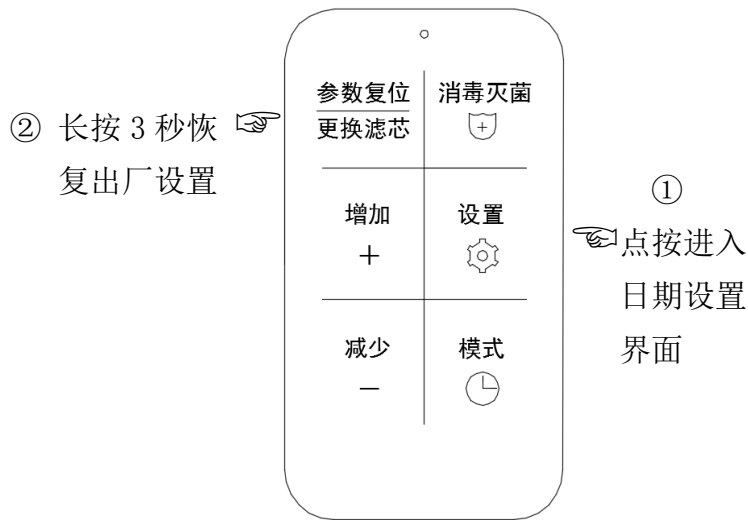 参数复位
更换滤芯
消毒灭菌
② 长按3秒恢
复出厂设置
①
点按进入
日期设置
界面
增加
+
设置
减少
−
模式